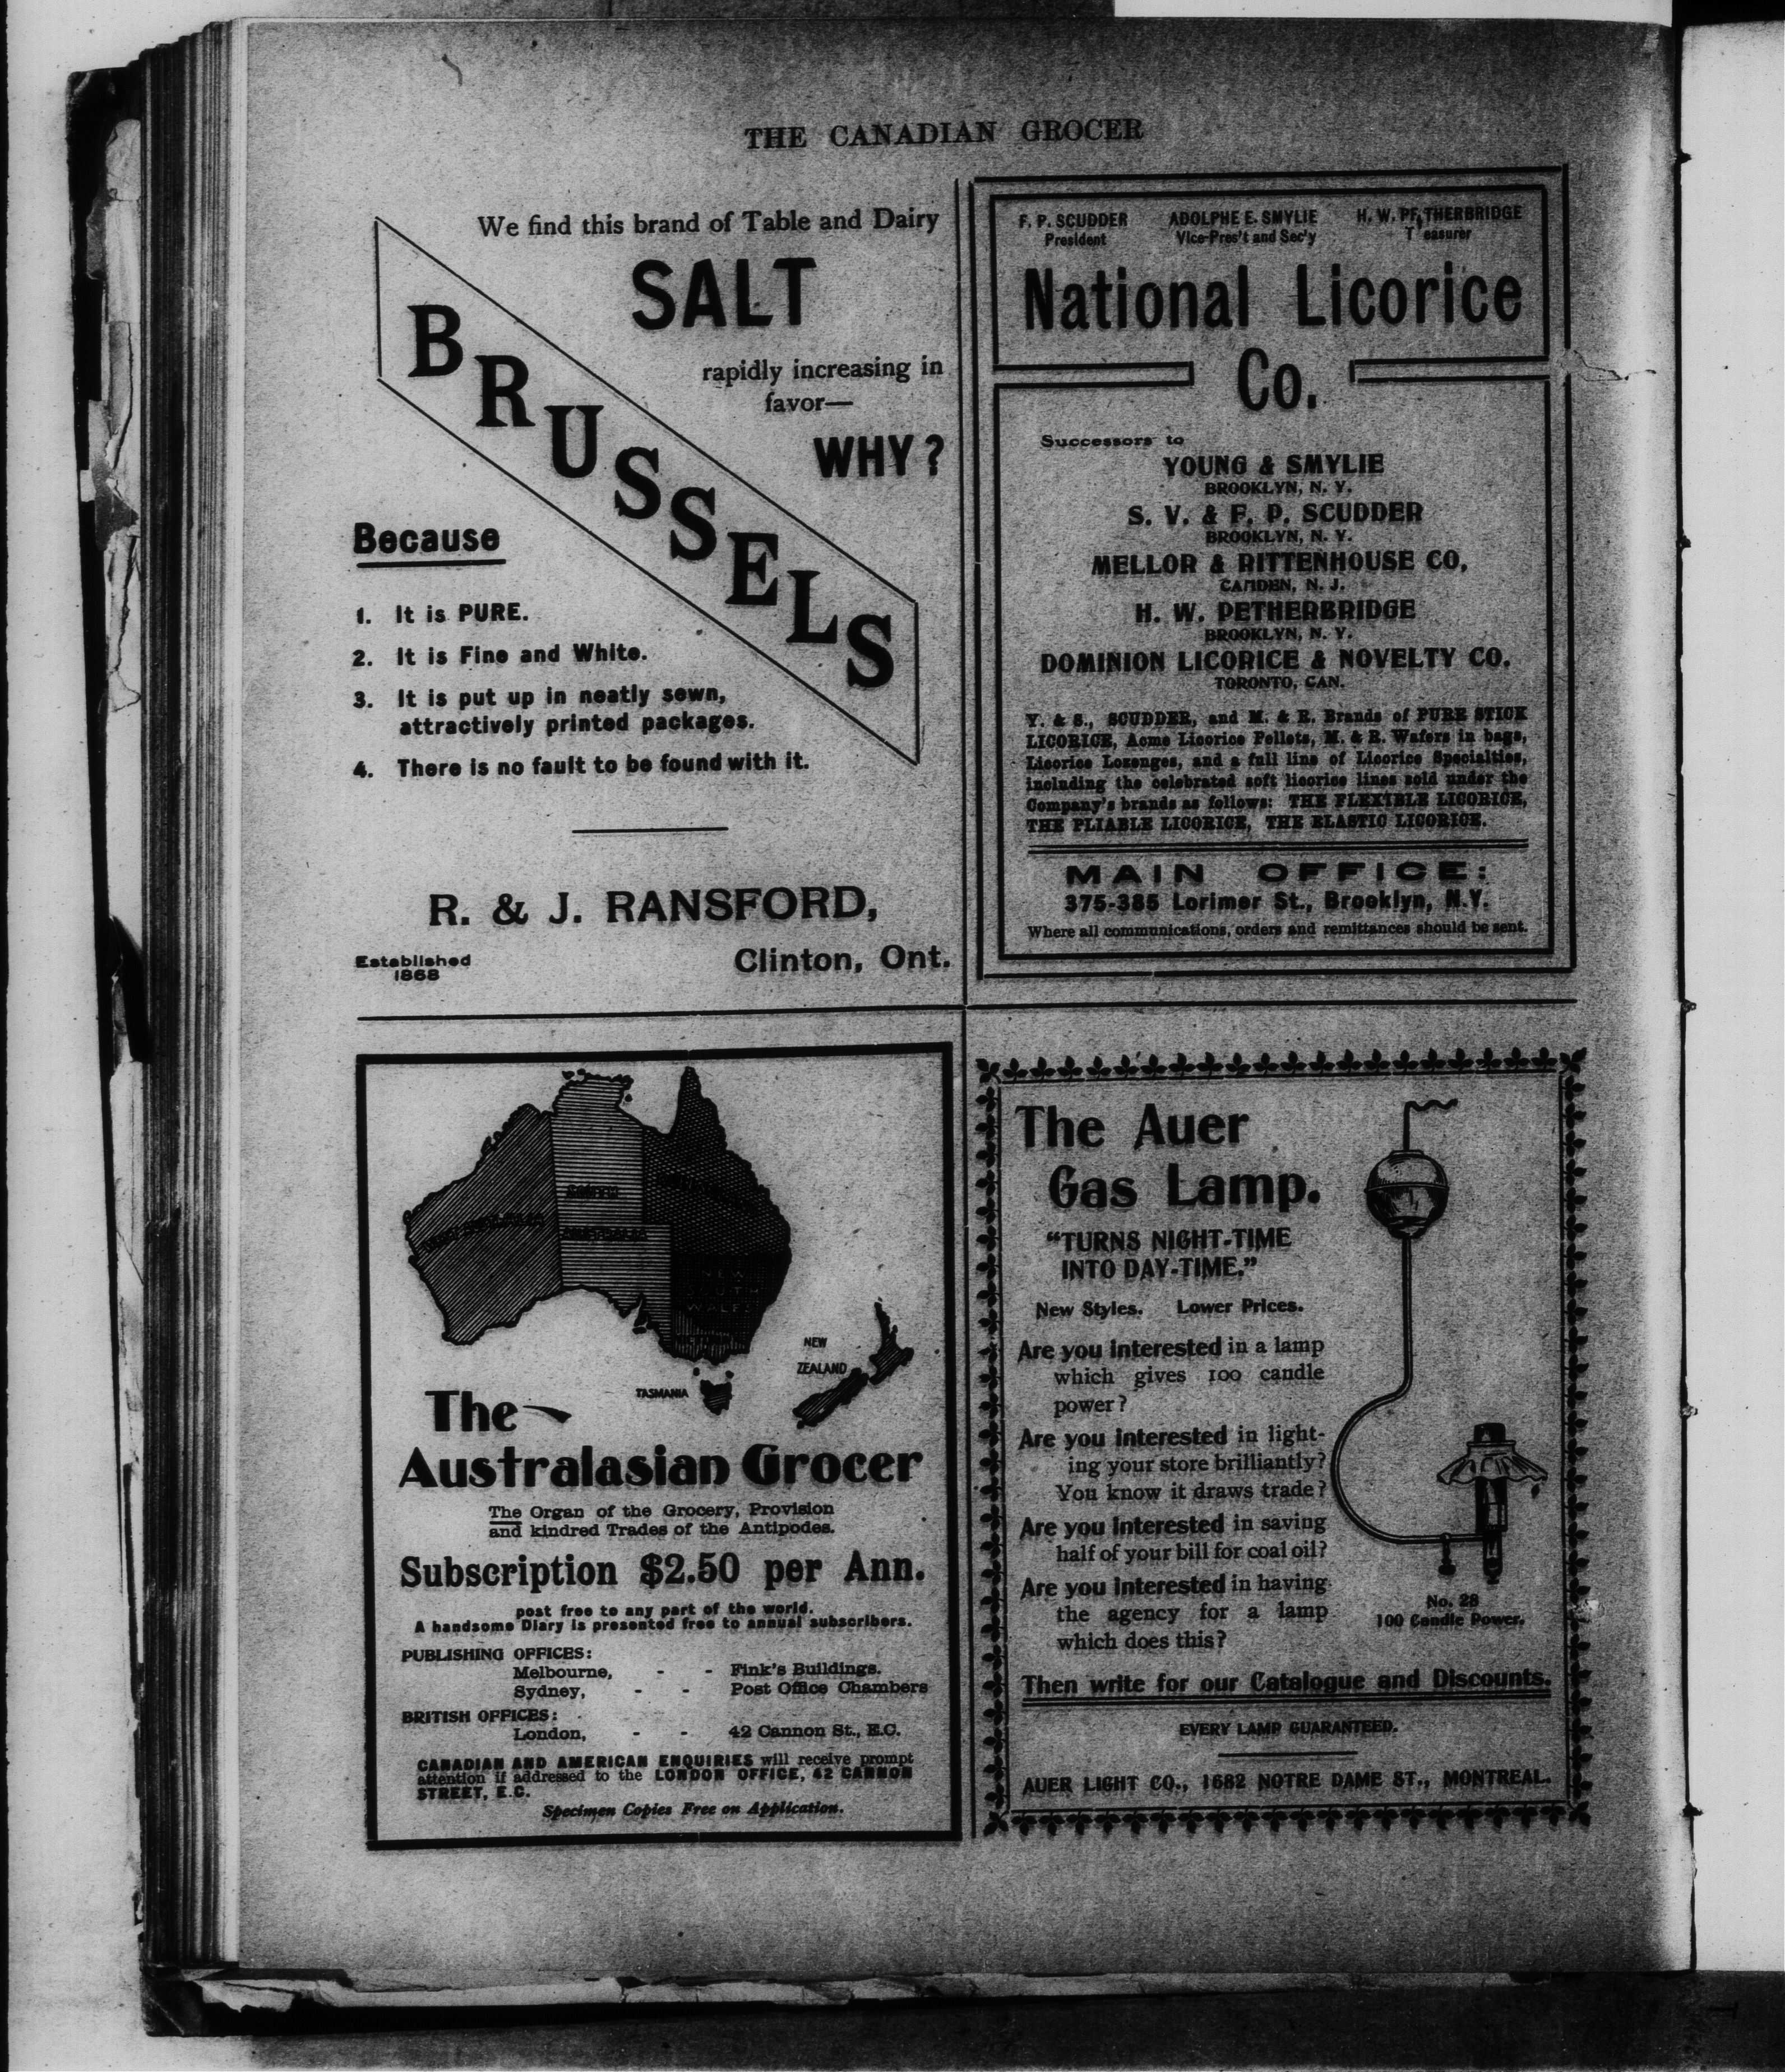 THE CANADIAN GROCER
We find this brand of Table and Dairy
SALT
BRUSSELS
rapidly increasing in
favor—
WHY?
Because
1. It is PURE.
2. It is Fine and White.
3. It is put up in neatly sewn,
attractively printed packages.
4. There is no fault to be found with it.
R. & J. RANSFORD,
Clinton, Ont.
Established
1868
F. P. SCUDDER ADOLPHE E. SMYLIE H. W. PETHERBRIDGE
President Vice-Pres't and Sec'y T easurer
National Licorice
Co.
Successors to
YOUNG & SMYLIE
BROOKLYN, N. Y.
S. V. & F. P. SCUDDER
BROOKLYN, N. Y.
MELLOR & RITTENHOUSE CO,
CAMDEN, N. J.
H. W. PETHERBRIDGE
BROOKLYN, N. Y.
DOMINION LICORICE & NOVELTY CO.
TORONTO, CAN.
Y. & S., SCUDDER, and M. & R. Brands of PURE STICK
LICORICE, Acme Licorice Pellets, M. & R. Wafers in bags,
Licorice Lozenges, and a full line of Licorice Specialties,
including the celebrated soft licorice lines sold under the
Company's brands as follows: THE FLEXIBLE LICORICE,
THE PLIABLE LICORICE, THE ELASTIC LICORICE.
MAIN OFFICE:
375-385 Lorimer St., Brooklyn, N.Y.
Where all communications, orders and remittances should be sent.
SOUTH
AUSTRALIA
NEW
SOUTH
WALES
NEW
ZEALAND
TASMANIA
The
Australasian Grocer
The Organ of the Grocery, Provision
and kindred Trades of the Antipodes.
Subscription $2.50 per Ann.
post free to any part of the world.
A handsome Diary is presented free to annual subscribers.
PUBLISHING OFFICES:
Melbourne, - - Fink's Buildings.
Sydney, - - Post Office Chambers
BRITISH OFFICES:
London, - - 42 Cannon St., E.C.
CANADIAN AND AMERICAN ENQUIRIES will receive prompt
attention if addressed to the LONDON OFFICE, 42 CANNON
STREET, E.C.
Specimen Copies Free on Application.
The Auer
Gas Lamp.
"TURNS NIGHT-TIME
INTO DAY-TIME."
New Styles. Lower Prices.
Are you interested in a lamp
which gives 100 candle
power?
Are you interested in light-
ing your store brilliantly?
You know it draws trade?
Are you interested in saving
half of your bill for coal oil?
Are you interested in having
the agency for a lamp
which does this?
No. 28
100 Candle Power.
Then write for our Catalogue and Discounts.
EVERY LAMP GUARANTEED.
AUER LIGHT CO., 1682 NOTRE DAME ST., MONTREAL.